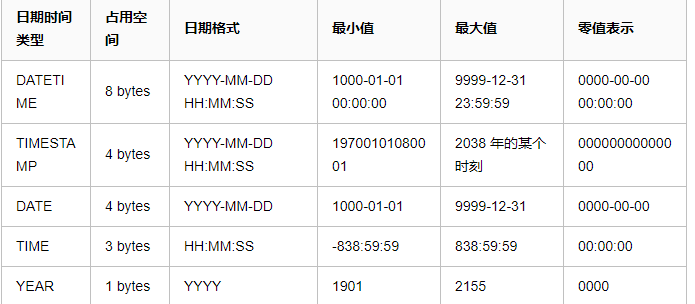 日期时间类型 占用空间 日期格式 最小值 最大值 零值表示
DATETIME 8 bytes YYYY-MM-DD HH:MM:SS 1000-01-01 00:00:00 9999-12-31 23:59:59 0000-00-00 00:00:00
TIMESTAMP 4 bytes YYYY-MM-DD HH:MM:SS 19700101080001 2038 年的某个时刻 00000000000000
DATE 4 bytes YYYY-MM-DD 1000-01-01 9999-12-31 0000-00-00
TIME 3 bytes HH:MM:SS -838:59:59 838:59:59 00:00:00
YEAR 1 bytes YYYY 1901 2155 0000